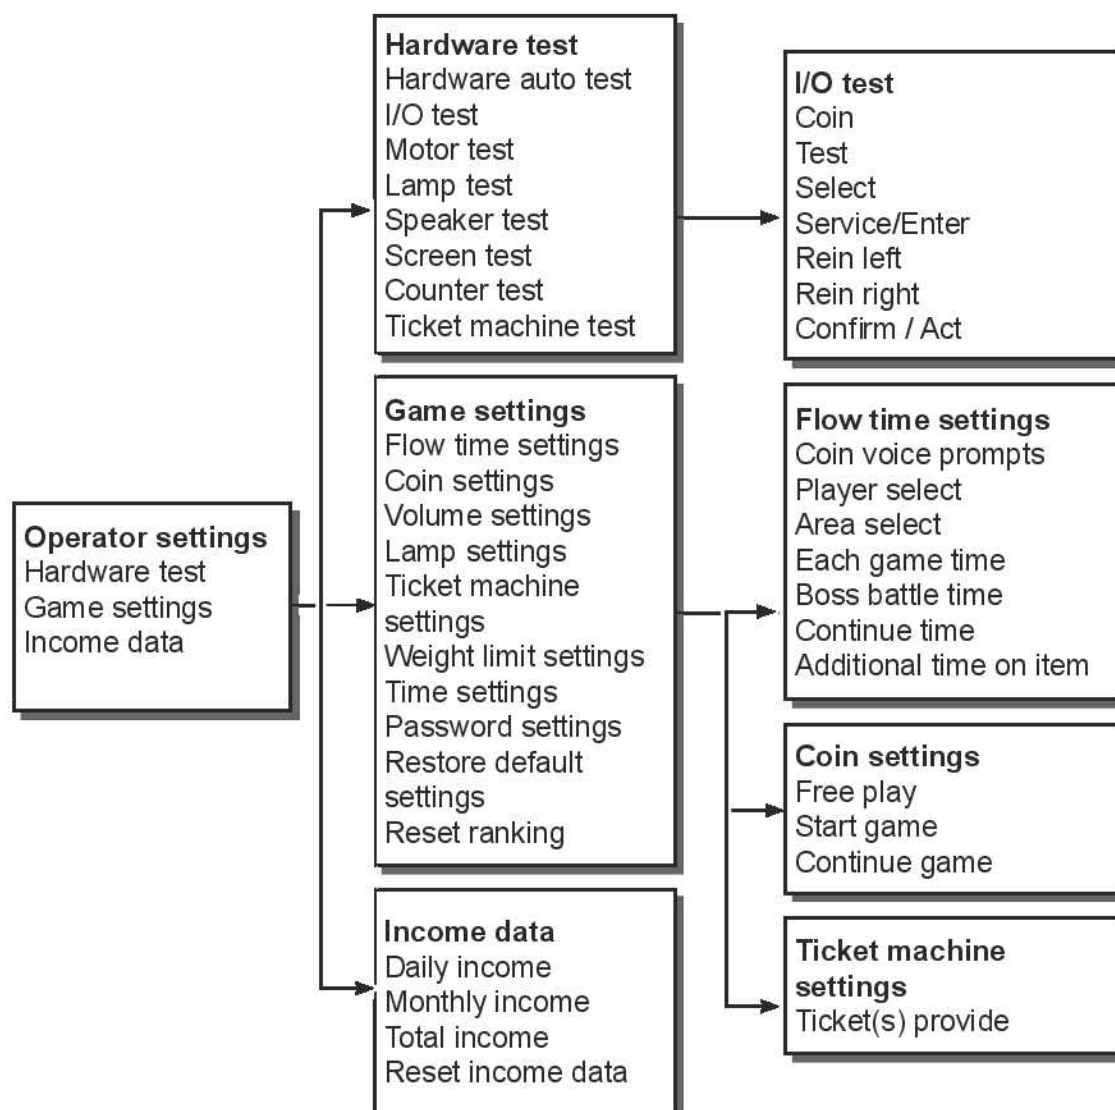 Operator settings
Hardware test
Game settings
Income data
Hardware test
Hardware auto test
I/O test
Motor test
Lamp test
Speaker test
Screen test
Counter test
Ticket machine test
Game settings
Flow time settings
Coin settings
Volume settings
Lamp settings
Ticket machine
settings
Weight limit settings
Time settings
Password settings
Restore default
settings
Reset ranking
Income data
Daily income
Monthly income
Total income
Reset income data
I/O test
Coin
Test
Select
Service/Enter
Rein left
Rein right
Confirm / Act
Flow time settings
Coin voice prompts
Player select
Area select
Each game time
Boss battle time
Continue time
Additional time on item
Coin settings
Free play
Start game
Continue game
Ticket machine
settings
Ticket(s) provide